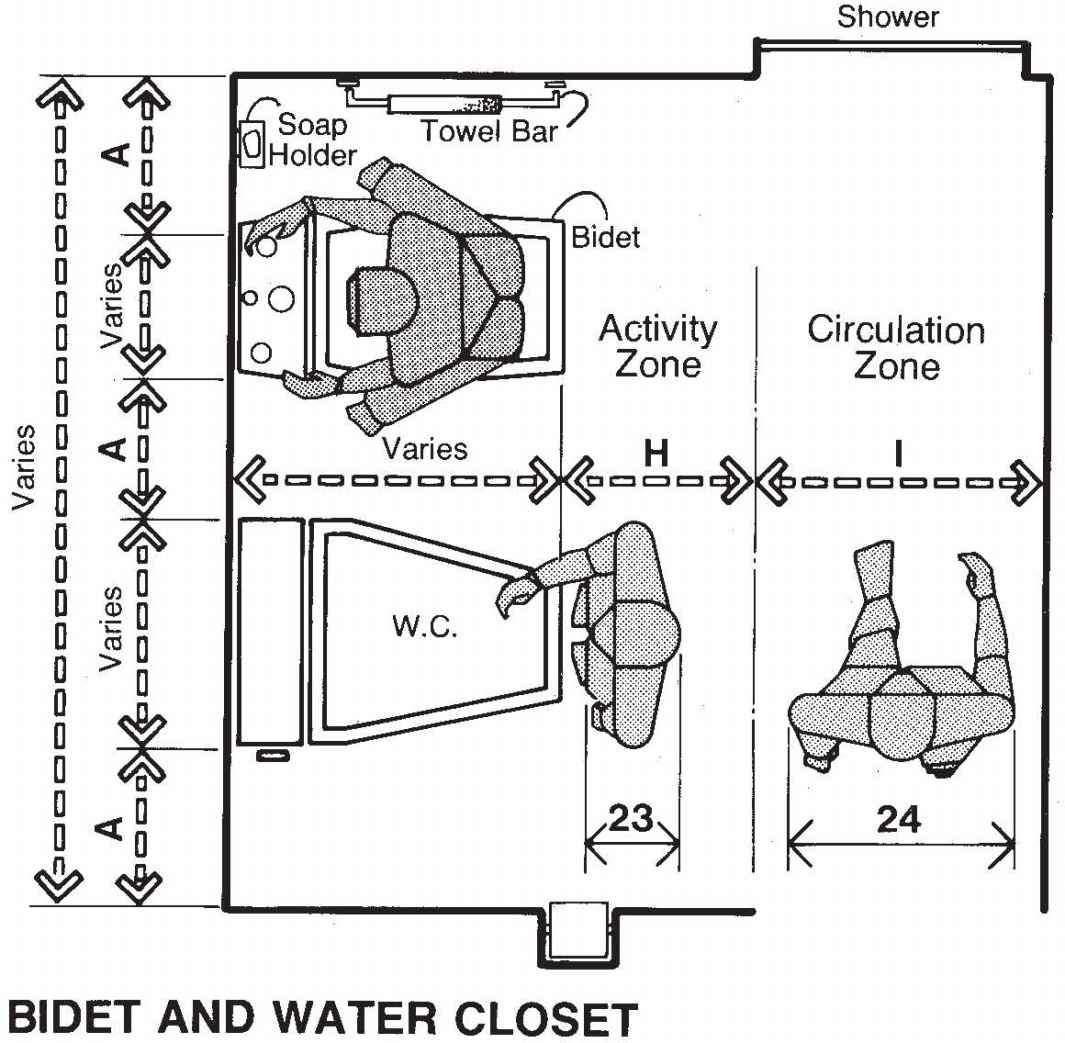 Shower
Soap
Holder
Towel Bar
A
Bidet
Varies
Activity
Zone
Circulation
Zone
Varies
A
Varies
H
I
Varies
W.C.
A
23
24
BIDET AND WATER CLOSET